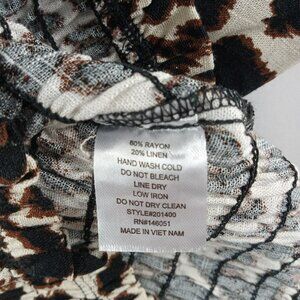 80% RAYON
20% LINEN
HAND WASH COLD
DO NOT BLEACH
LINE DRY
LOW IRON
DO NOT DRY CLEAN
STYLE#201400
RN#146051
MADE IN VIET NAM